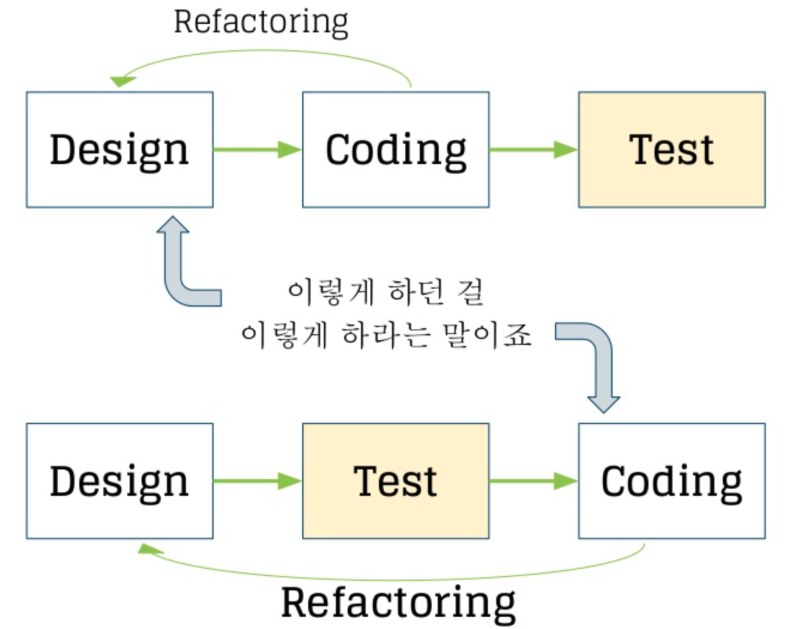 Refactoring
Design
Coding
Test
이렇게 하던 걸
이렇게 하라는 말이죠
Design
Test
Coding
Refactoring